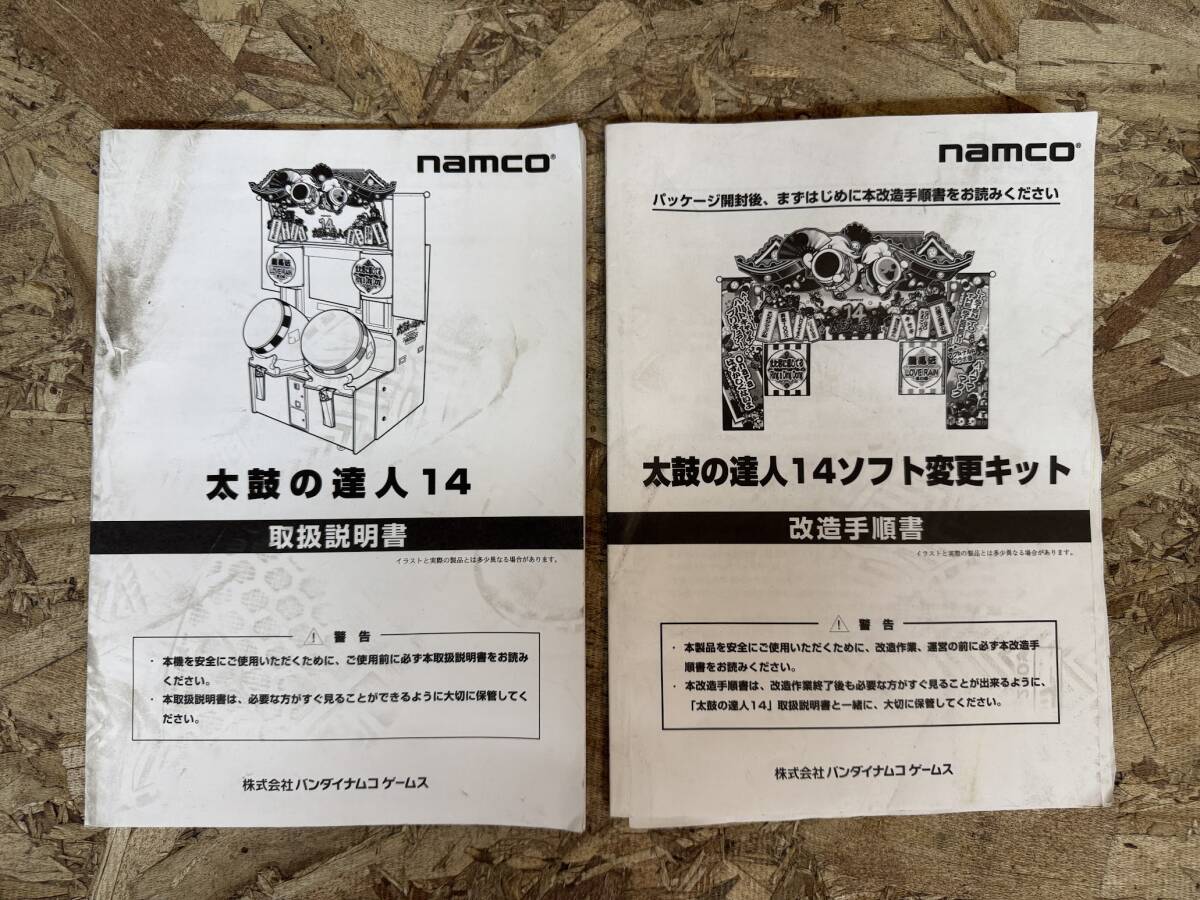 namco
14
LOVE RAIN
太鼓の達人14
取扱説明書
イラストと実際の製品とは多少異なる場合があります。
警告
・本機を安全にご使用いただくために、ご使用前に必ず本取扱説明書をお読み
ください。
・本取扱説明書は、必要な方がすぐ見ることができるように大切に保管してく
ださい。
株式会社バンダイナムコゲームス
namco
パッケージ開封後、まずはじめに本改造手順書をお読みください
14
Ring a Ding Dong
LOVE RAIN
太鼓の達人14ソフト変更キット
改造手順書
イラストと実際の製品とは多少異なる場合があります。
警告
・本製品を安全にご使用いただくために、改造作業、運営の前に必ず本改造手
順書をお読みください。
・本改造手順書は、改造作業終了後も必要な方がすぐ見ることが出来るように、
「太鼓の達人14」取扱説明書と一緒に、大切に保管してください。
株式会社バンダイナムコゲームス